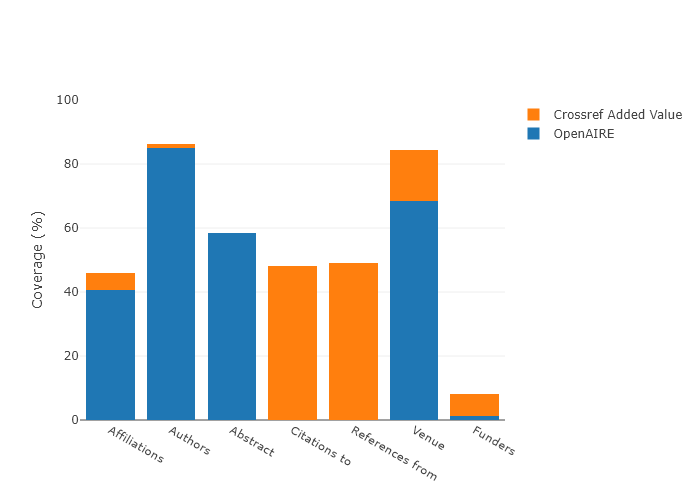 Crossref Added Value
OpenAIRE
Coverage (%)
100
80
60
40
20
0
Affiliations
Authors
Abstract
Citations to
References from
Venue
Funders